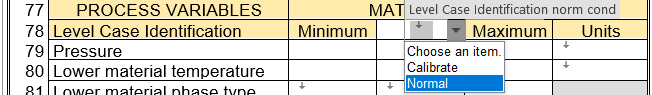 77 PROCESS VARIABLES MAT Level Case Identification norm cond
78 Level Case Identification Minimum Maximum Units
79 Pressure Choose an item.
80 Lower material temperature Calibrate
Normal
81 Lower material phase type